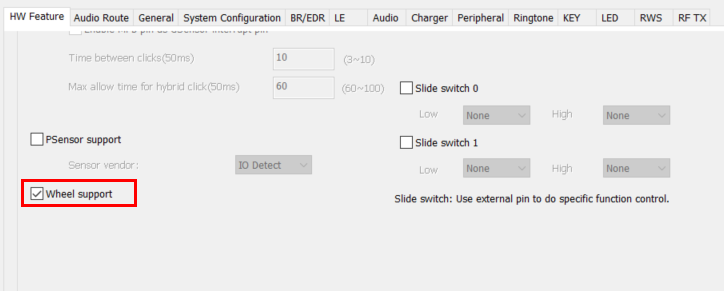 HW Feature Audio Route General System Configuration BR/EDR LE Audio Charger Peripheral Ringtone KEY LED RWS RF TX
Time between clicks(50ms) 10 (3~10)
Max allow time for hybrid click(50ms) 60 (60~100) Slide switch 0
Low None High None
PSensor support Slide switch 1
Sensor vendor: IO Detect Low None High None
Wheel support Slide switch: Use external pin to do specific function control.